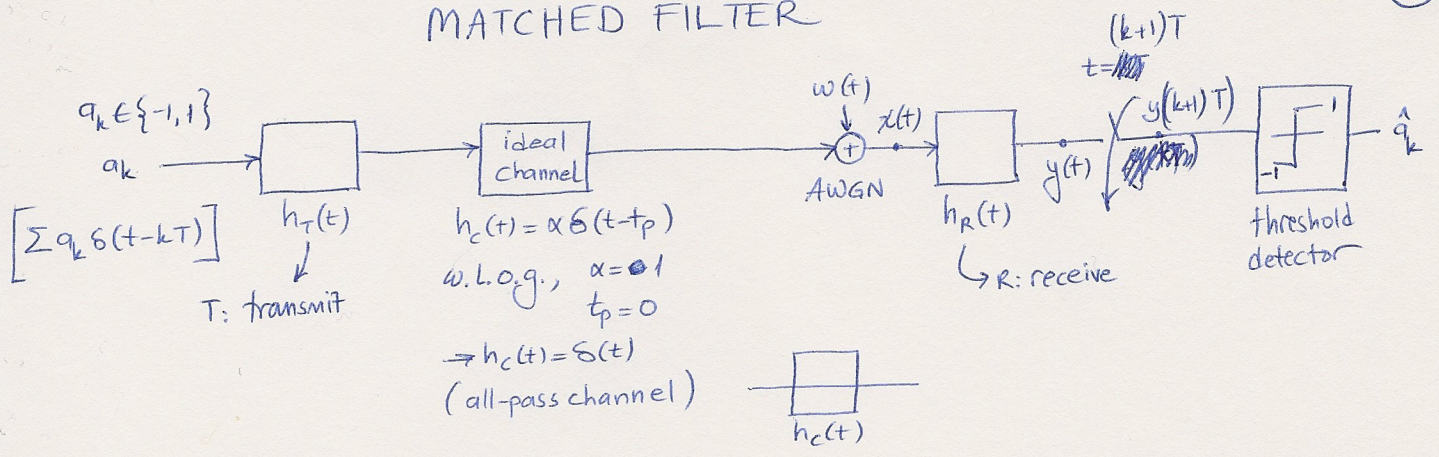 MATCHED FILTER
(k+1)T
t=
a_k ∈ {-1,1}
a_k
[Σ a_k δ(t-kT)]
h_T(t)
T: transmit
ideal
channel
h_c(t) = α δ(t-t_p)
w.l.o.g., α = 1
t_p = 0
→ h_c(t) = δ(t)
(all-pass channel)
h_c(t)
w(t)
+
AWGN
x(t)
h_R(t)
R: receive
y(t)
y((k+1)T)
1
-1
threshold
detector
â_k